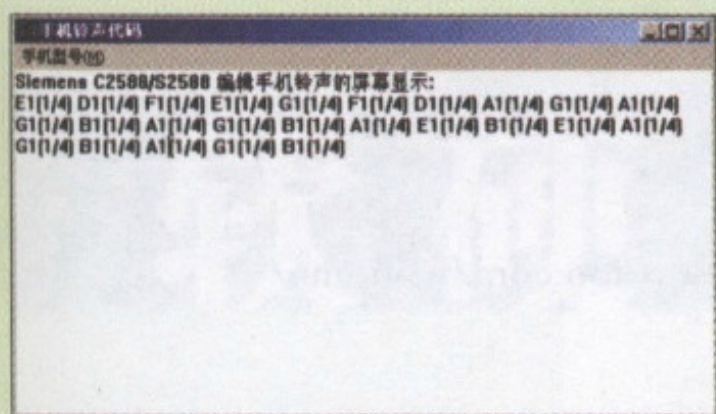 手机铃声代码
手机型号(M)
Siemens C2588/S2588 编辑手机铃声的屏幕显示:
E1(1/4) D1(1/4) F1(1/4) E1(1/4) G1(1/4) F1(1/4) D1(1/4) A1(1/4) G1(1/4) A1(1/4)
G1(1/4) B1(1/4) A1(1/4) G1(1/4) B1(1/4) A1(1/4) E1(1/4) B1(1/4) E1(1/4) A1(1/4)
G1(1/4) B1(1/4) A1(1/4) G1(1/4) B1(1/4)